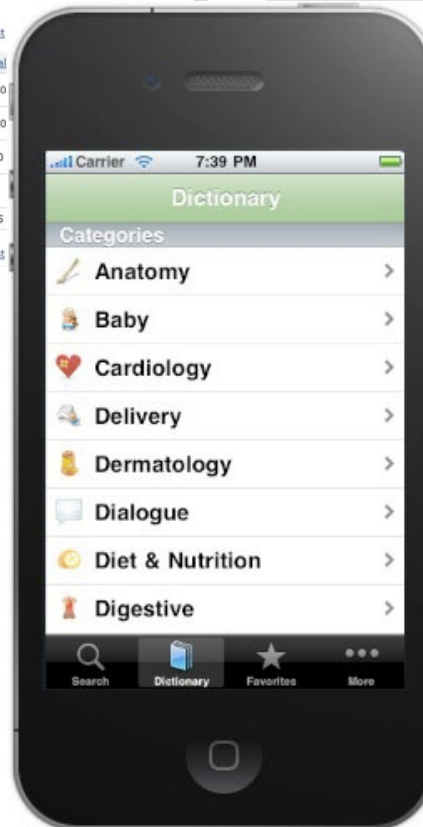 Carrier 7:39 PM
Dictionary
Categories
Anatomy
Baby
Cardiology
Delivery
Dermatology
Dialogue
Diet & Nutrition
Digestive
Search Dictionary Favorites More